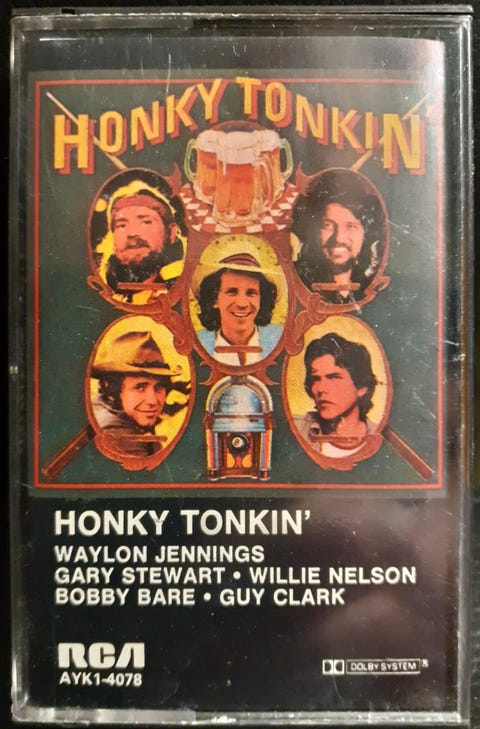 HONKY TONKIN'
HONKY TONKIN'
WAYLON JENNINGS
GARY STEWART • WILLIE NELSON
BOBBY BARE • GUY CLARK
RCA
AYK1-4078
DOLBY SYSTEM ®